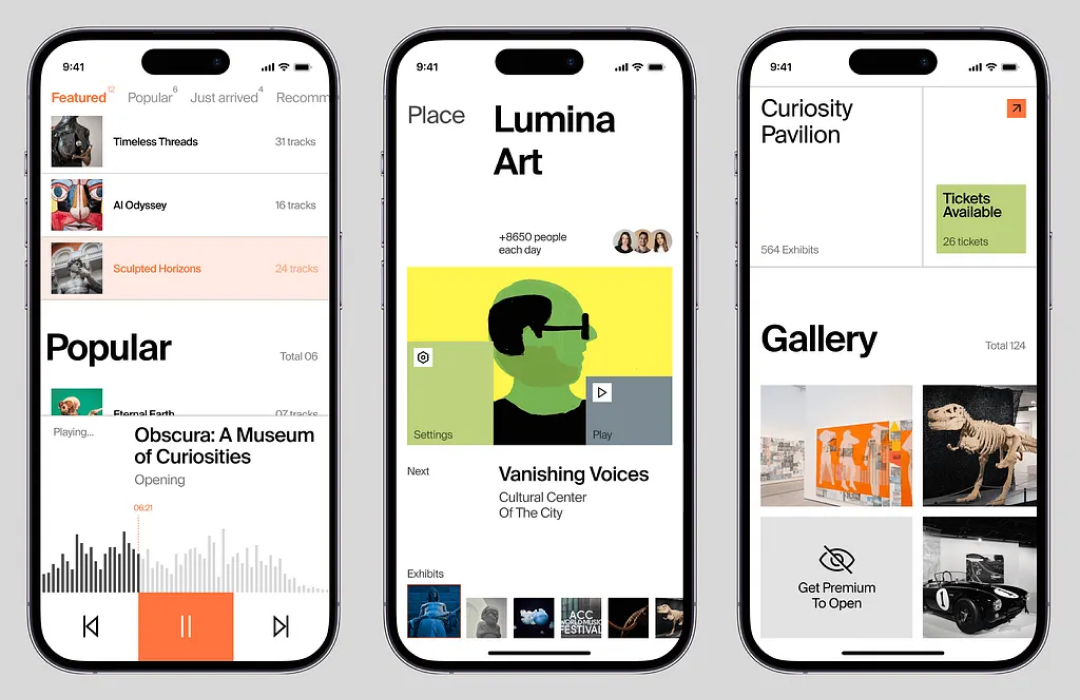 9:41
Featured 12 Popular 6 Just arrived 4 Recomm
Timeless Threads 31 tracks
AI Odyssey 16 tracks
Sculpted Horizons 24 tracks
Popular
Total 06
Eternal Earth 07 tracks
Playing...
Obscura: A Museum
of Curiosities
Opening
06:21
9:41
Place
Lumina
Art
+8650 people
each day
Settings
Play
Next
Vanishing Voices
Cultural Center
Of The City
Exhibits
ACC
WORLD MUSIC
FESTIVAL
9:41
Curiosity
Pavilion
Tickets
Available
26 tickets
564 Exhibits
Gallery
Total 124
Get Premium
To Open
1